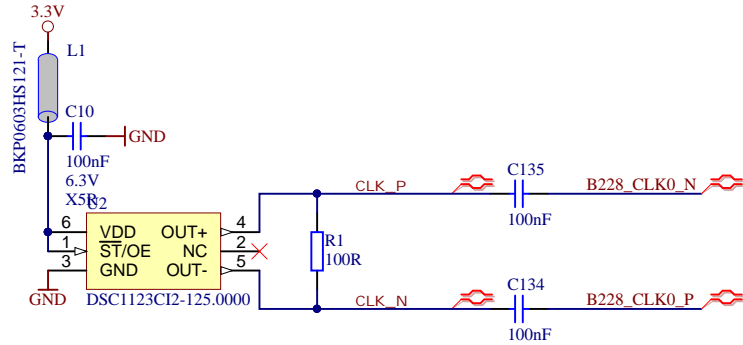 3.3V
L1
BKP0603HS121-T
C10
GND
100nF
6.3V
X5R
U2
6 VDD OUT+ 4
1 ST/OE NC 2
3 GND OUT- 5
GND
DSC1123CI2-125.0000
R1
100R
CLK_P
C135
100nF
B228_CLK0_N
CLK_N
C134
100nF
B228_CLK0_P